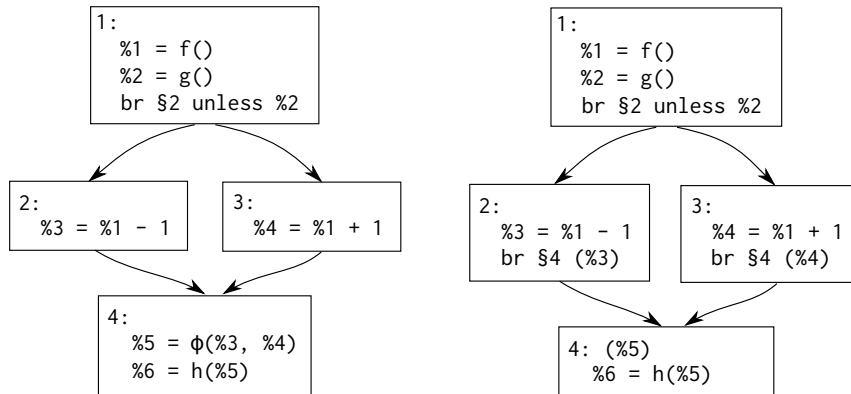 1:
%1 = f()
%2 = g()
br §2 unless %2
2:
%3 = %1 - 1
3:
%4 = %1 + 1
4:
%5 = ϕ(%3, %4)
%6 = h(%5)
1:
%1 = f()
%2 = g()
br §2 unless %2
2:
%3 = %1 - 1
br §4 (%3)
3:
%4 = %1 + 1
br §4 (%4)
4: (%5)
%6 = h(%5)